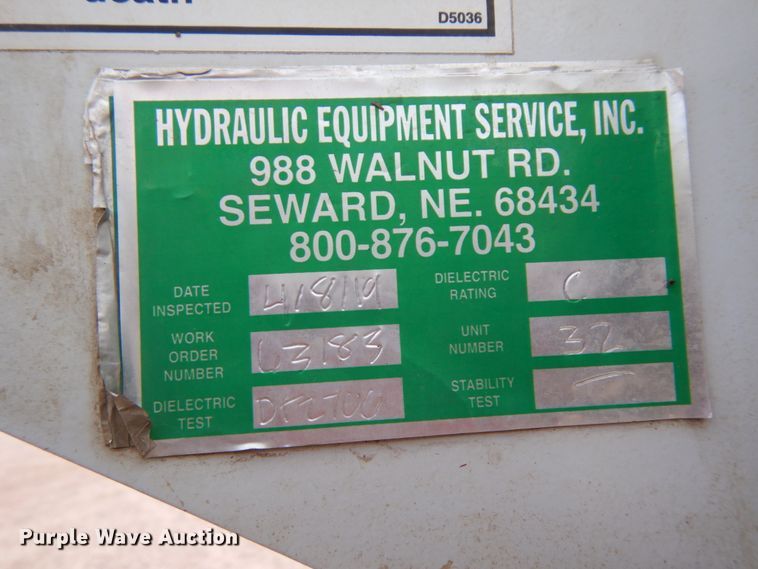 death
D5036
HYDRAULIC EQUIPMENT SERVICE, INC.
988 WALNUT RD.
SEWARD, NE. 68434
800-876-7043
DATE INSPECTED 4/8/19
WORK ORDER NUMBER 63183
DIELECTRIC TEST
DIELECTRIC RATING C
UNIT NUMBER 32
STABILITY TEST —
Purple Wave Auction